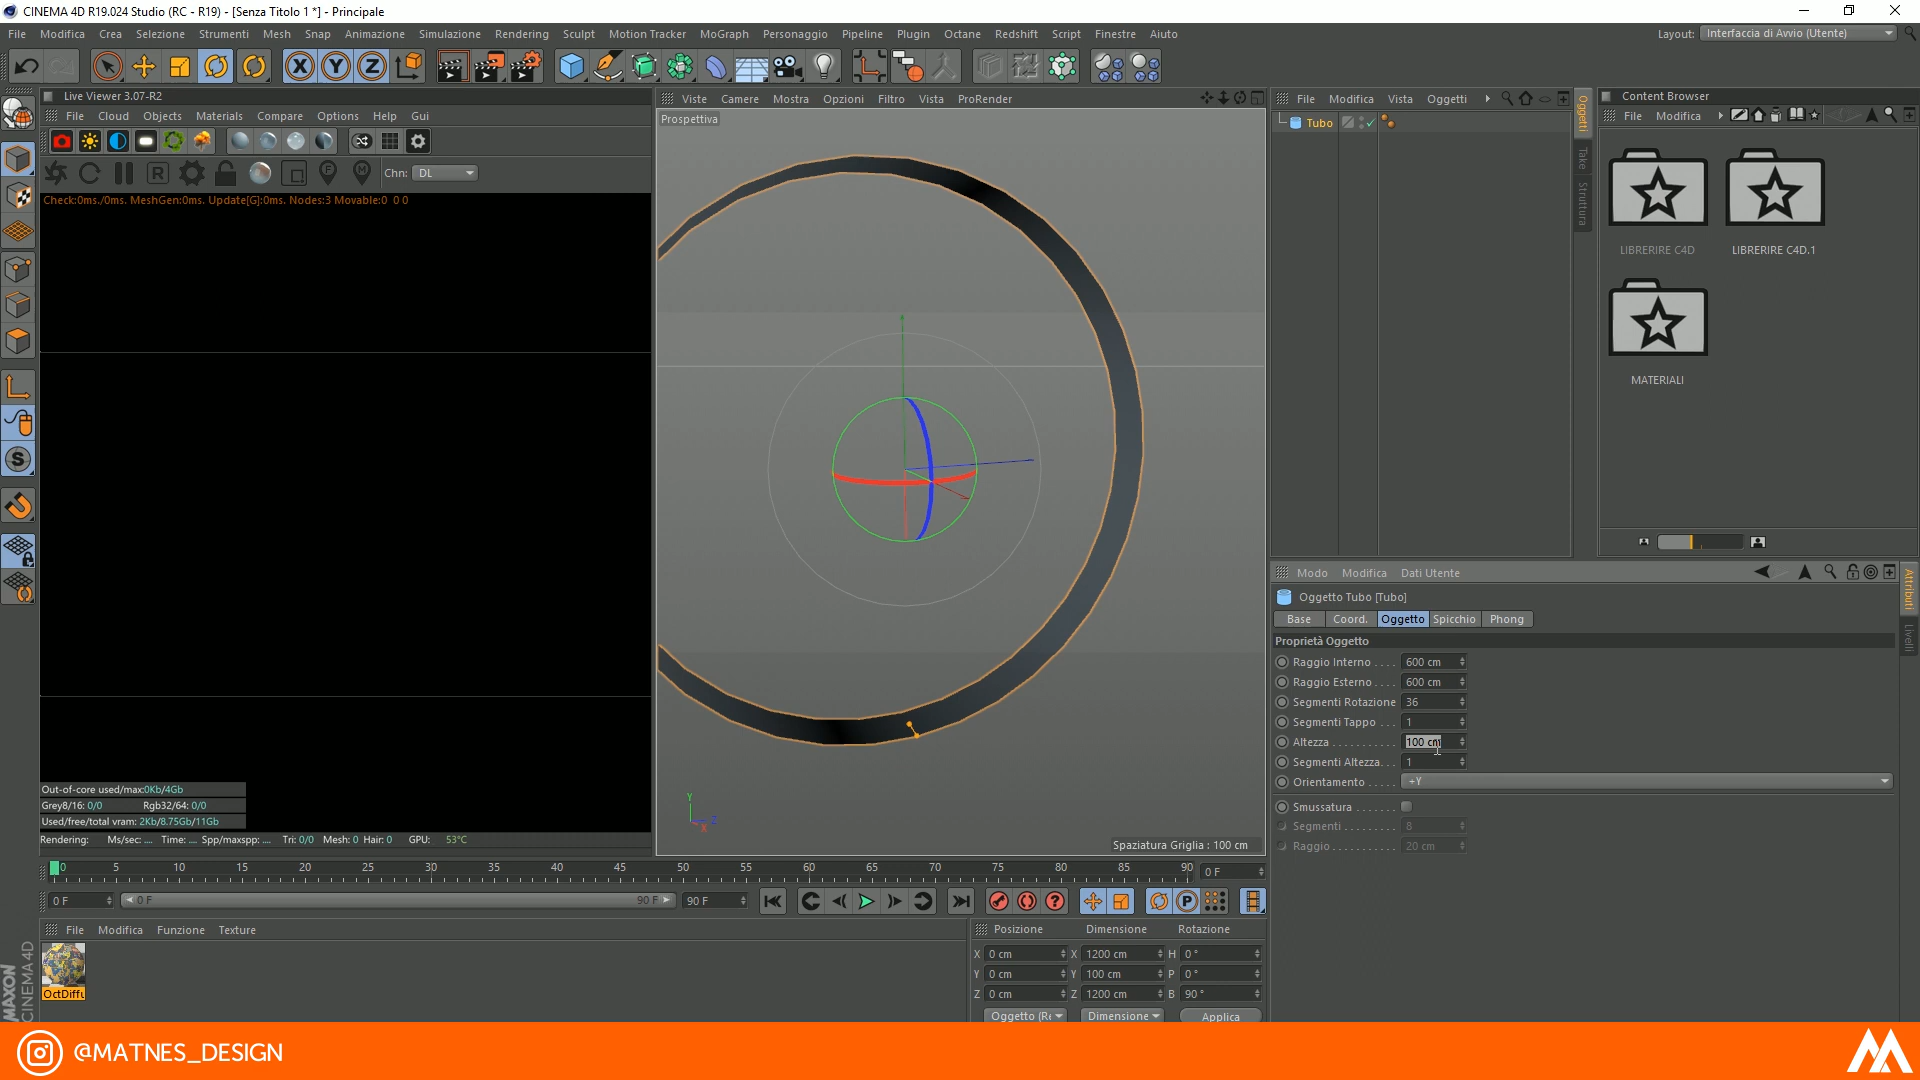 CINEMA 4D R19.024 Studio (RC - R19) - [Senza Titolo 1 *] - Principale
File Modifica Crea Selezione Strumenti Mesh Snap Animazione Simulazione Rendering Sculpt Motion Tracker MoGraph Personaggio Pipeline Plugin Octane Redshift Script Finestre Aiuto Layout: Interfaccia di Avvio (Utente)
Live Viewer 3.07-R2
File Cloud Objects Materials Compare Options Help Gui
Chn: DL
Check:0ms./0ms. MeshGen:0ms. Update[G]:0ms. Nodes:3 Movable:0 0 0
Out-of-core used/max:0Kb/4Gb
Grey8/16: 0/0 Rgb32/64: 0/0
Used/free/total vram: 2Kb/8.75Gb/11Gb
Rendering: Ms/sec: .... Time: .... Spp/maxspp: .... Tri: 0/0 Mesh: 0 Hair: 0 GPU: 53°C
Viste Camere Mostra Opzioni Filtro Vista ProRender
Prospettiva
Y
Z
X
Spaziatura Griglia : 100 cm
File Modifica Vista Oggetti
Tubo
Oggetti
Take
Struttura
Content Browser
File Modifica
LIBRERIRE C4D
LIBRERIRE C4D.1
MATERIALI
Modo Modifica Dati Utente
Oggetto Tubo [Tubo]
Base Coord. Oggetto Spicchio Phong
Proprietà Oggetto
Raggio Interno . . . . 600 cm
Raggio Esterno . . . . 600 cm
Segmenti Rotazione 36
Segmenti Tappo . . . 1
Altezza . . . . . . . . . . . 100 cm
Segmenti Altezza. . . 1
Orientamento . . . . . +Y
Smussatura . . . . . . .
Segmenti . . . . . . . . . 8
Raggio. . . . . . . . . . . . 20 cm
Attributi
Livelli
0 5 10 15 20 25 30 35 40 45 50 55 60 65 70 75 80 85 90 0 F
0 F 0 F 90 F 90 F
File Modifica Funzione Texture
OctDiffu
Posizione Dimensione Rotazione
X 0 cm X 1200 cm H 0 °
Y 0 cm Y 100 cm P 0 °
Z 0 cm Z 1200 cm B 90 °
Oggetto (Re Dimensione Applica
MAXON
CINEMA 4D
@MATNES_DESIGN